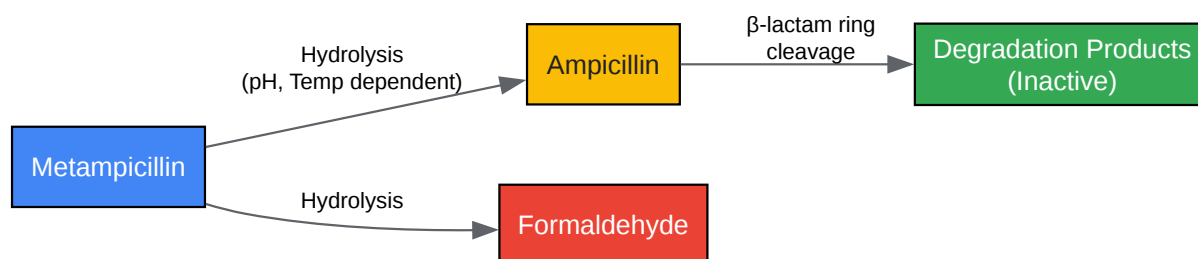 Metampicillin
Hydrolysis
(pH, Temp dependent)
Ampicillin
β-lactam ring
cleavage
Degradation Products
(Inactive)
Hydrolysis
Formaldehyde